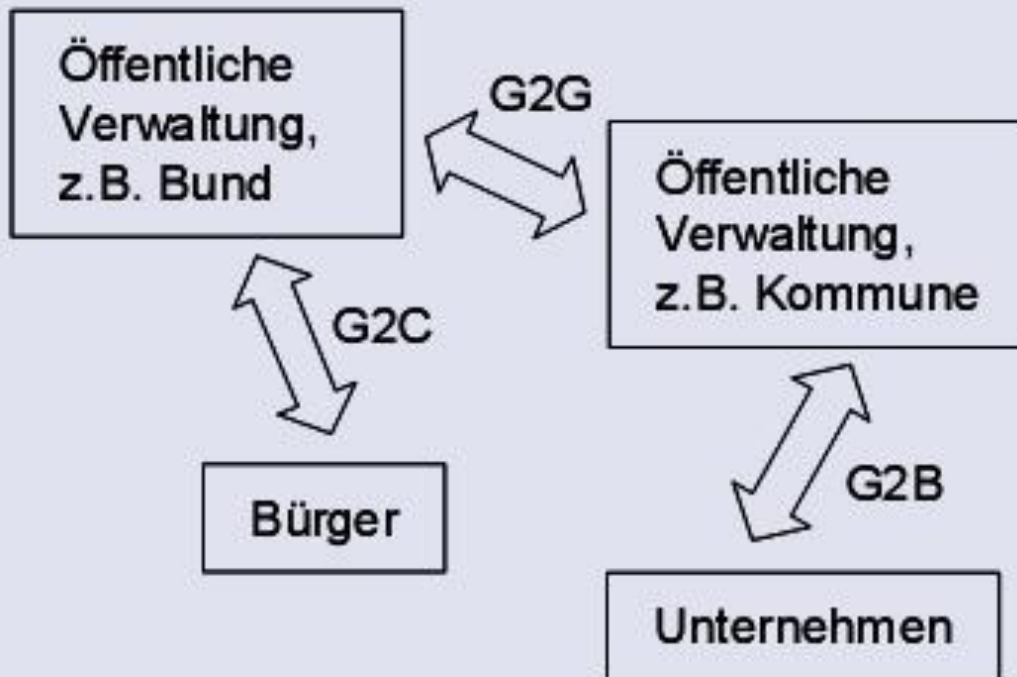 Öffentliche
Verwaltung,
z.B. Bund
G2G
Öffentliche
Verwaltung,
z.B. Kommune
G2C
Bürger
G2B
Unternehmen